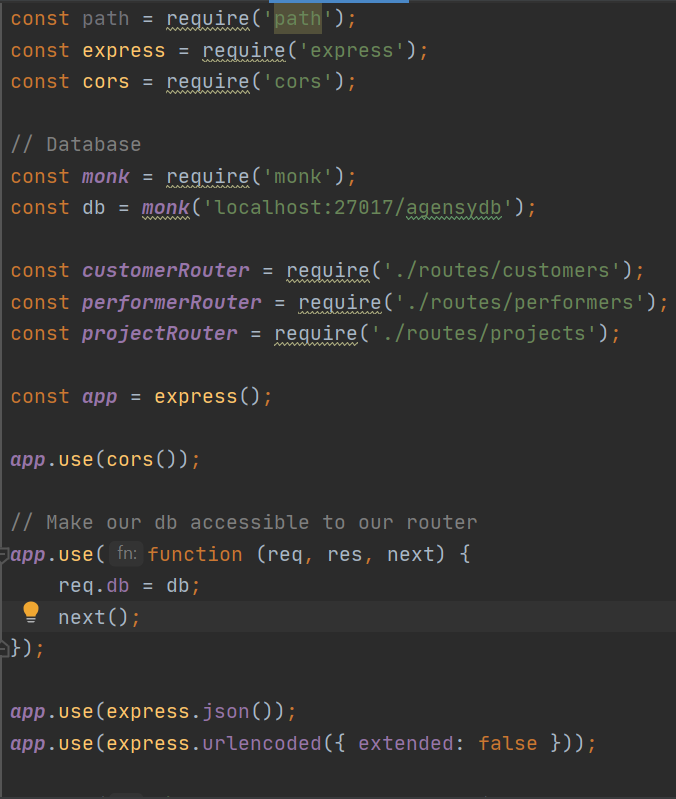 const path = require('path');
const express = require('express');
const cors = require('cors');
// Database
const monk = require('monk');
const db = monk('localhost:27017/agensydb');
const customerRouter = require('./routes/customers');
const performerRouter = require('./routes/performers');
const projectRouter = require('./routes/projects');
const app = express();
app.use(cors());
// Make our db accessible to our router
app.use( fn: function (req, res, next) {
    req.db = db;
    next();
});
app.use(express.json());
app.use(express.urlencoded({ extended: false }));